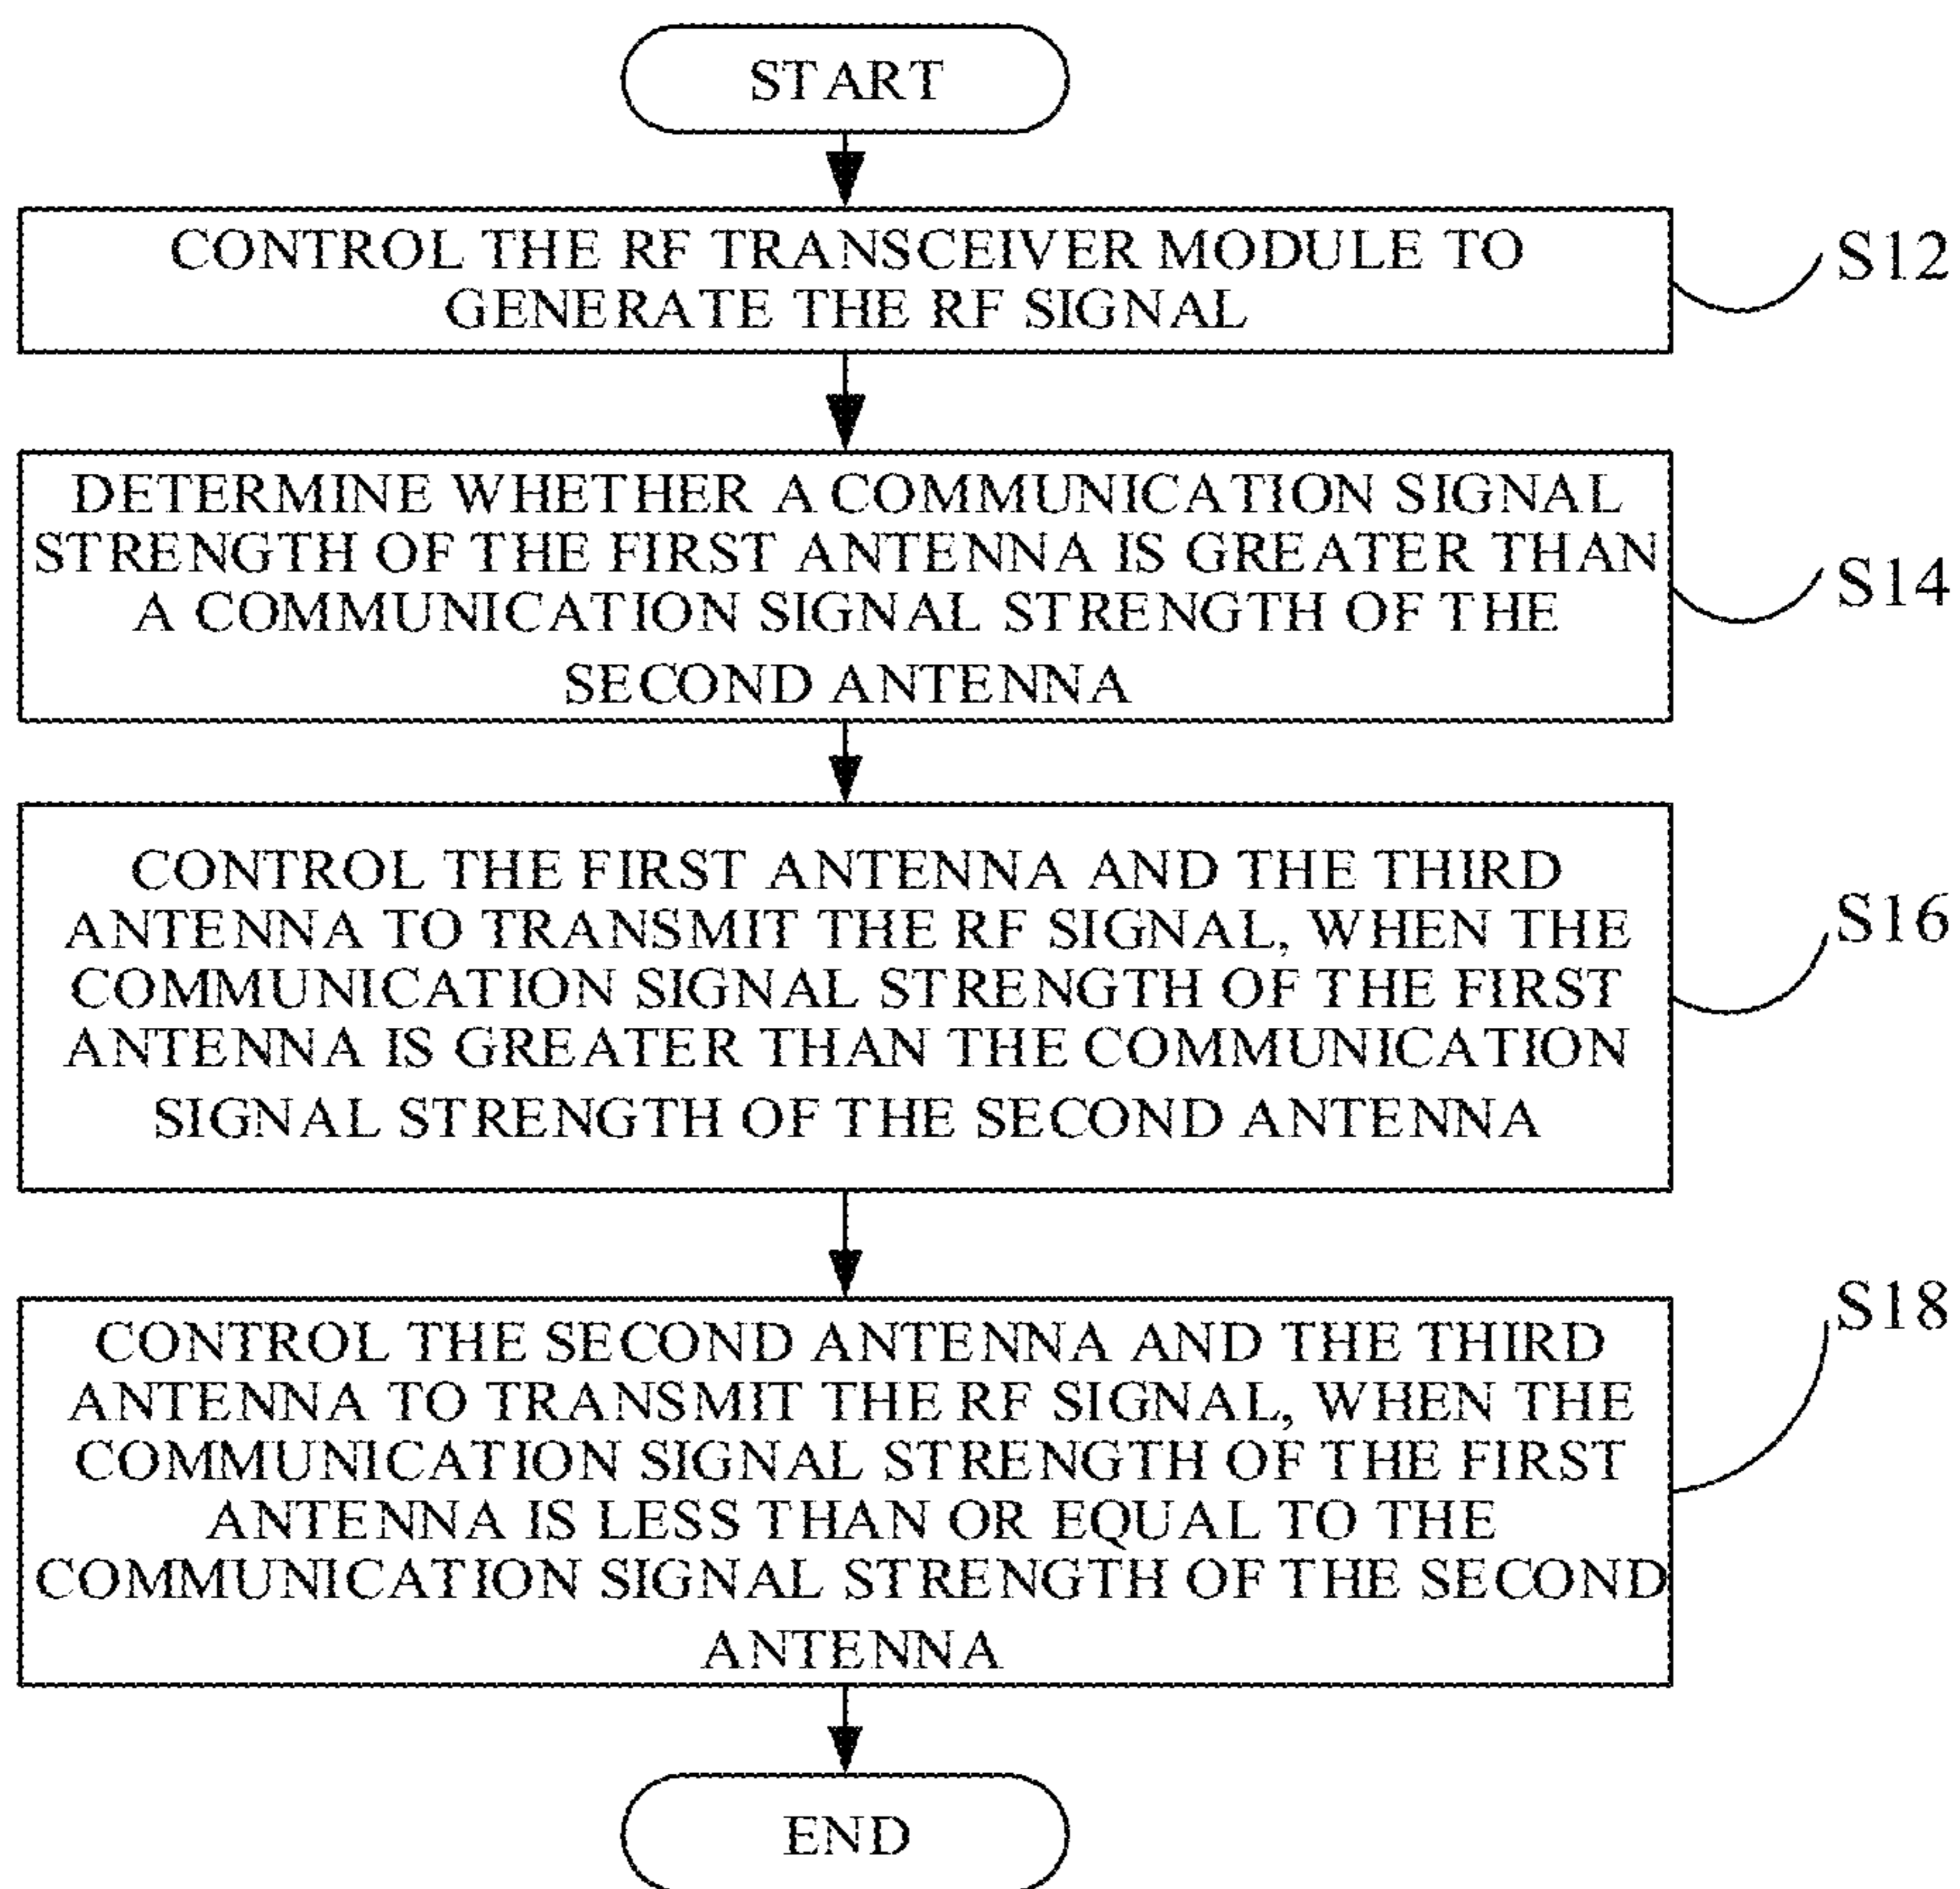 START
CONTROL THE RF TRANSCEIVER MODULE TO
GENERATE THE RF SIGNAL
S12
DETERMINE WHETHER A COMMUNICATION SIGNAL
STRENGTH OF THE FIRST ANTENNA IS GREATER THAN
A COMMUNICATION SIGNAL STRENGTH OF THE
SECOND ANTENNA
S14
CONTROL THE FIRST ANTENNA AND THE THIRD
ANTENNA TO TRANSMIT THE RF SIGNAL, WHEN THE
COMMUNICATION SIGNAL STRENGTH OF THE FIRST
ANTENNA IS GREATER THAN THE COMMUNICATION
SIGNAL STRENGTH OF THE SECOND ANTENNA
S16
CONTROL THE SECOND ANTENNA AND THE THIRD
ANTENNA TO TRANSMIT THE RF SIGNAL, WHEN THE
COMMUNICATION SIGNAL STRENGTH OF THE FIRST
ANTENNA IS LESS THAN OR EQUAL TO THE
COMMUNICATION SIGNAL STRENGTH OF THE SECOND
ANTENNA
S18
END